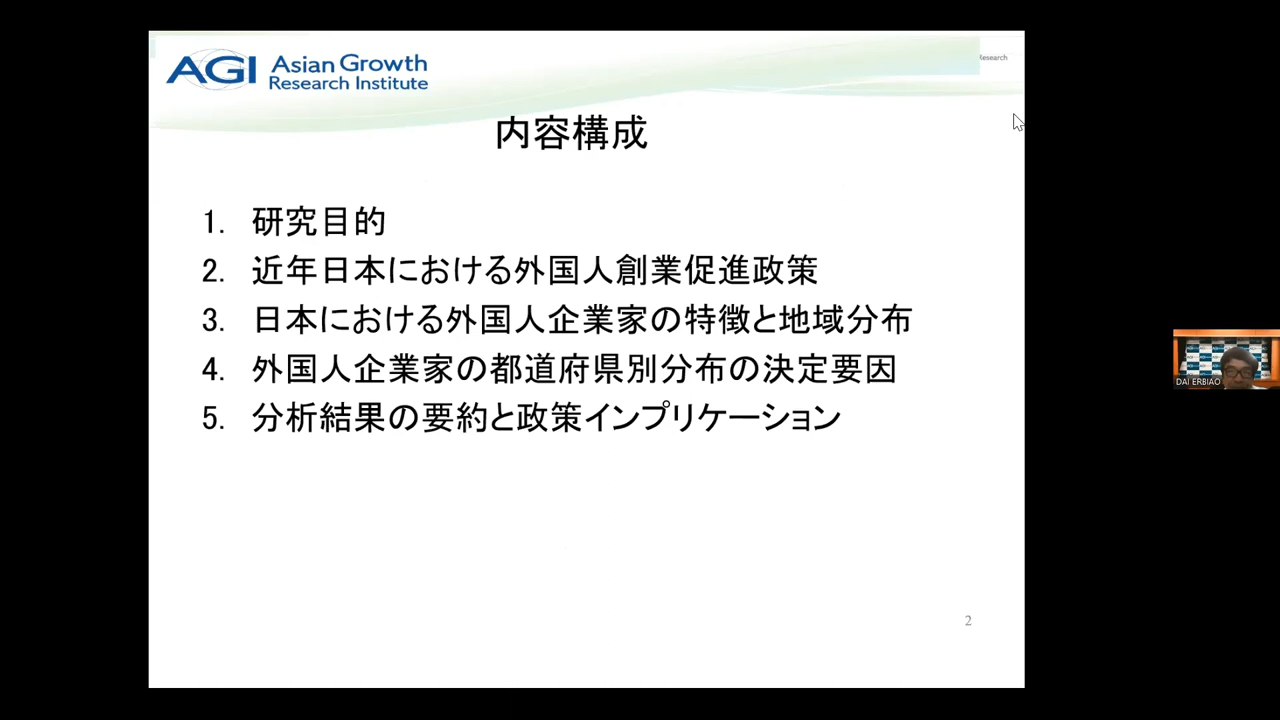 AGI Asian Growth
Research Institute
Research
内容構成
1. 研究目的
2. 近年日本における外国人創業促進政策
3. 日本における外国人企業家の特徴と地域分布
4. 外国人企業家の都道府県別分布の決定要因
5. 分析結果の要約と政策インプリケーション
DAI ERBIAO
2